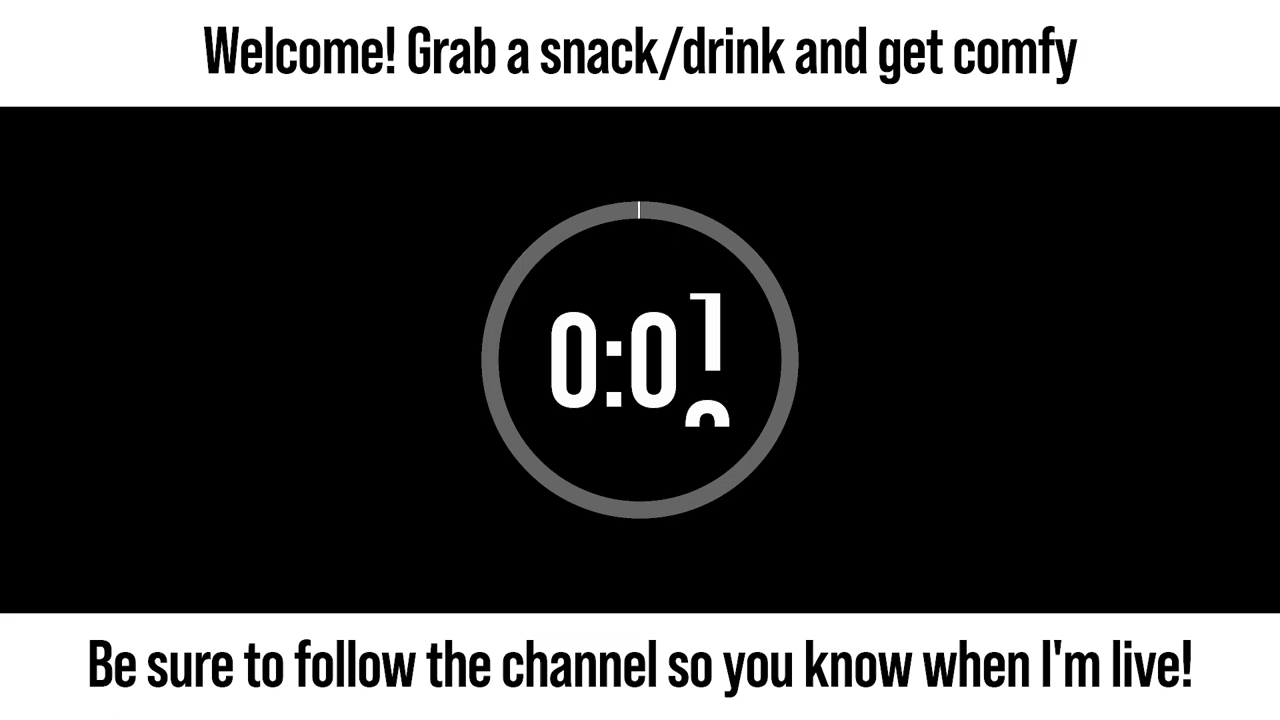 Welcome! Grab a snack/drink and get comfy
0:01
Be sure to follow the channel so you know when I'm live!